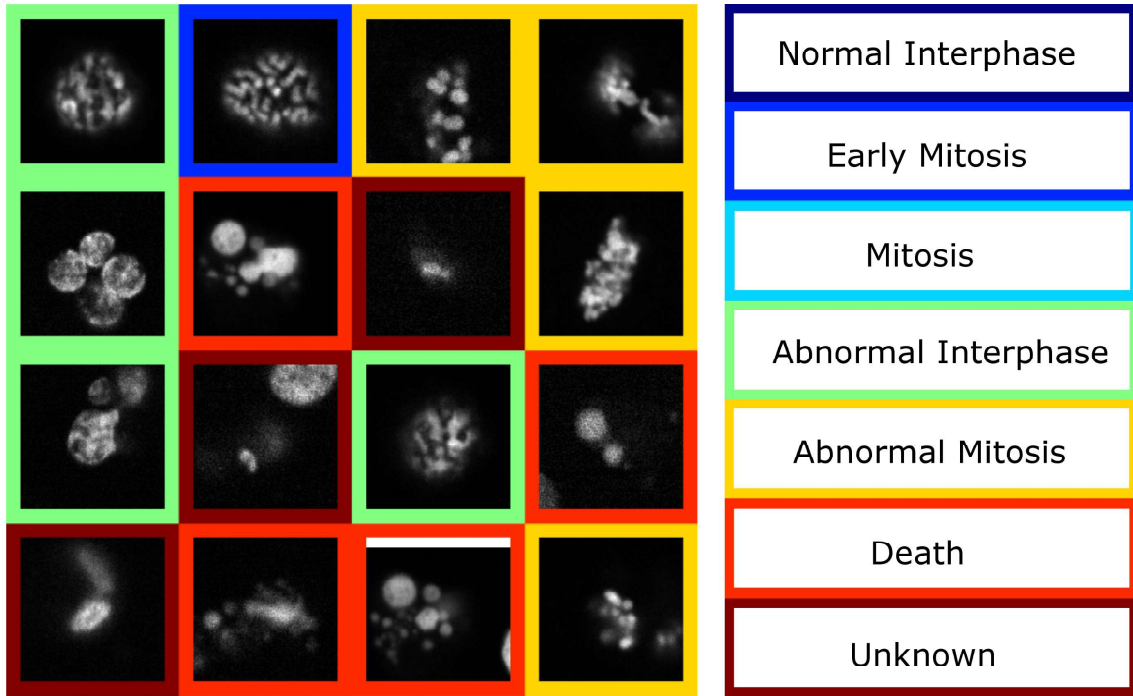 Normal Interphase
Early Mitosis
Mitosis
Abnormal Interphase
Abnormal Mitosis
Death
Unknown